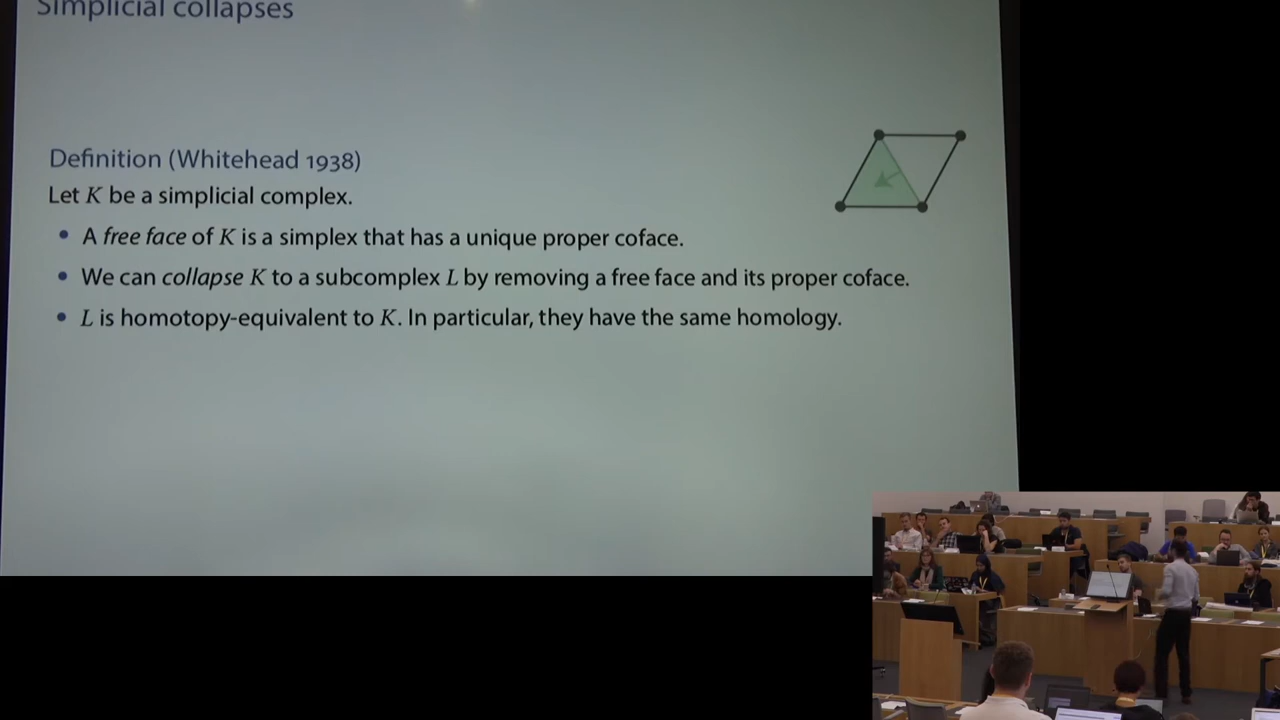 Simplicial collapses
Definition (Whitehead 1938)
Let K be a simplicial complex.
• A free face of K is a simplex that has a unique proper coface.
• We can collapse K to a subcomplex L by removing a free face and its proper coface.
• L is homotopy-equivalent to K. In particular, they have the same homology.